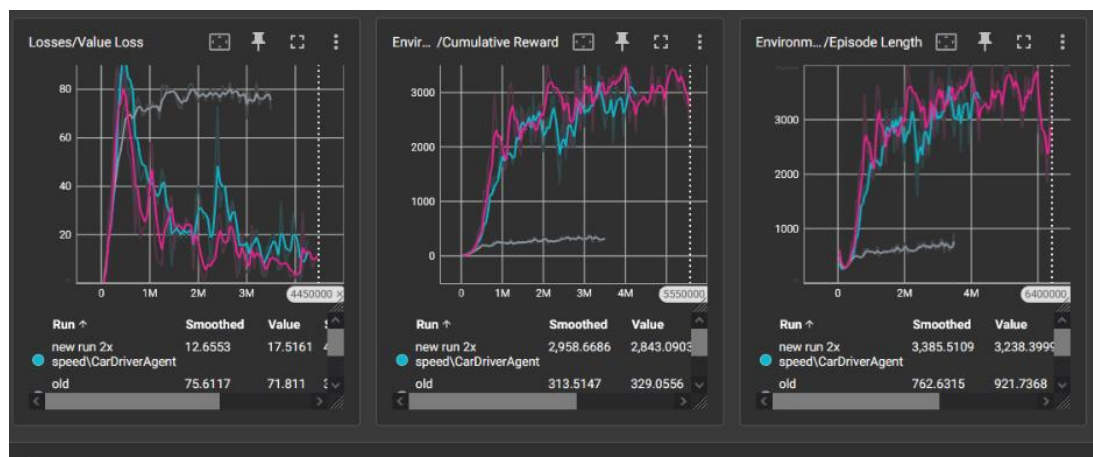 Losses/Value Loss
80
60
40
20
0 1M 2M 3M 4450000
Run ↑ Smoothed Value
new run 2x 12.6553 17.5161
speed\CarDriverAgent
old 75.6117 71.811
Envir... /Cumulative Reward
3000
2000
1000
0
0 1M 2M 3M 4M 5550000
Run ↑ Smoothed Value
new run 2x 2,958.6686 2,843.0903
speed\CarDriverAgent
old 313.5147 329.0556
Environm... /Episode Length
3000
2000
1000
0 2M 4M 6400000
Run ↑ Smoothed Value
new run 2x 3,385.5109 3,238.3999
speed\CarDriverAgent
old 762.6315 921.7368